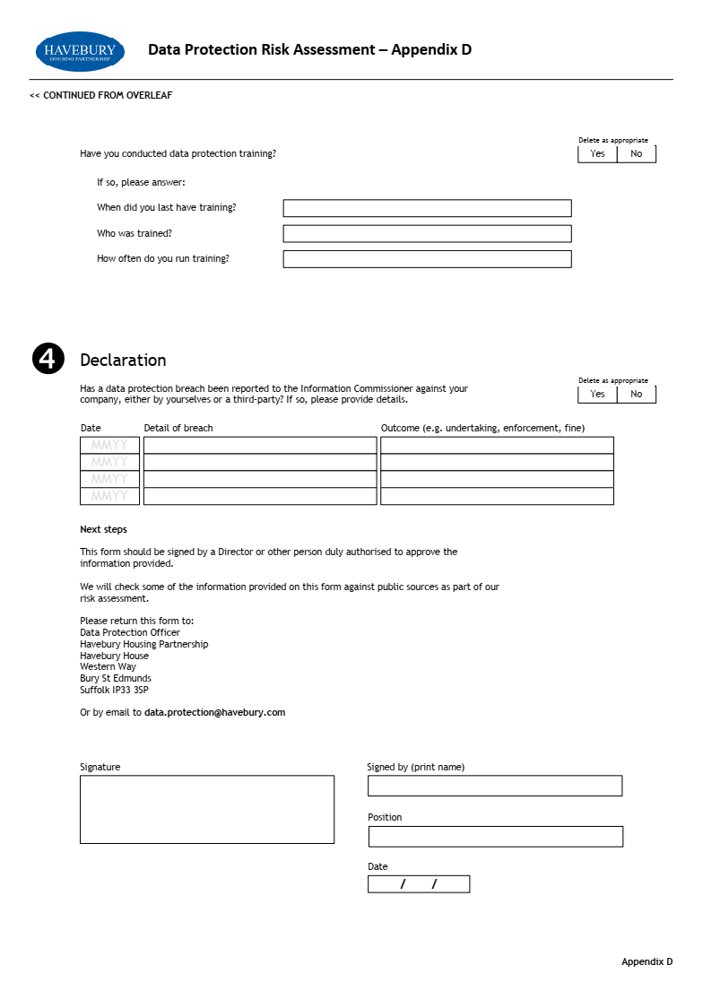 HAVEBURY
HOUSING PARTNERSHIP
Data Protection Risk Assessment – Appendix D
<< CONTINUED FROM OVERLEAF
Delete as appropriate
Have you conducted data protection training?
Yes No
If so, please answer:
When did you last have training?
Who was trained?
How often do you run training?
4 Declaration
Delete as appropriate
Has a data protection breach been reported to the Information Commissioner against your
company, either by yourselves or a third-party? If so, please provide details.
Yes No
Date Detail of breach Outcome (e.g. undertaking, enforcement, fine)
MMYY
MMYY
MMYY
MMYY
Next steps
This form should be signed by a Director or other person duly authorised to approve the
information provided.
We will check some of the information provided on this form against public sources as part of our
risk assessment.
Please return this form to:
Data Protection Officer
Havebury Housing Partnership
Havebury House
Western Way
Bury St Edmunds
Suffolk IP33 3SP
Or by email to data.protection@havebury.com
Signature Signed by (print name)
Position
Date
/ /
Appendix D